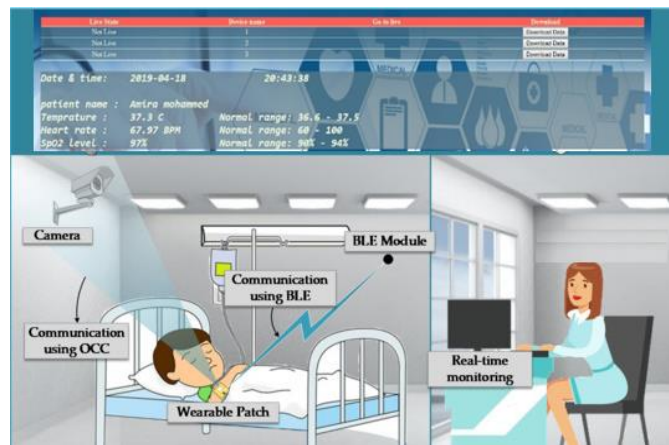 Live State Device name Go to live Download
Not Live 1 Download Data
Not Live 2 Download Data
Not Live 3 Download Data
MEDICAL
Date & time: 2019-04-18 20:43:38
patient name : Amira mohammed
Temprature : 37.3 C Normal range: 36.6 - 37.5
Heart rate : 67.97 BPM Normal range: 60 - 100
SpO2 level : 97% Normal range: 90% - 94%
Camera
BLE Module
Communication
using BLE
Communication
using OCC
Real-time
monitoring
Wearable Patch